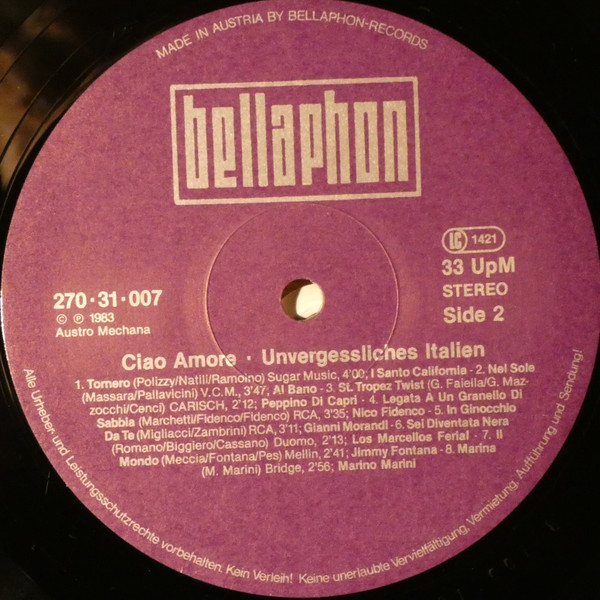 MADE IN AUSTRIA BY BELLAPHON-RECORDS
bellaphon
LC 1421
33 UpM
STEREO
Side 2
270·31·007
© ℗ 1983
Austro Mechana
Ciao Amore · Unvergessliches Italien
1. Tornero (Polizzy/Natili/Ramoino) Sugar Music, 4'00; I Santo California - 2. Nel Sole
(Massara/Pallavicini) V.C.M., 3'47; Al Bano - 3. St. Tropez Twist (G. Faiella/G. Maz-
zocchi/Cenci) CARISCH, 2'12; Peppino Di Capri - 4. Legata A Un Granello Di
Sabbia (Marchetti/Fidenco/Fidenco) RCA, 3'35; Nico Fidenco - 5. In Ginocchio
Da Te (Migliacci/Zambrini) RCA, 3'11; Gianni Morandi - 6. Sei Diventata Nera
(Romano/Biggiero/Cassano) Duomo, 2'13; Los Marcellos Ferial - 7. Il
Mondo (Meccia/Fontana/Pes) Mellin, 2'41; Jimmy Fontana - 8. Marina
(M. Marini) Bridge, 2'56; Marino Marini
Alle Urheber und Leistungsschutzrechte vorbehalten. Kein Verleih! Keine unerlaubte Vervielfältigung, Vermietung, Aufführung und Sendung!